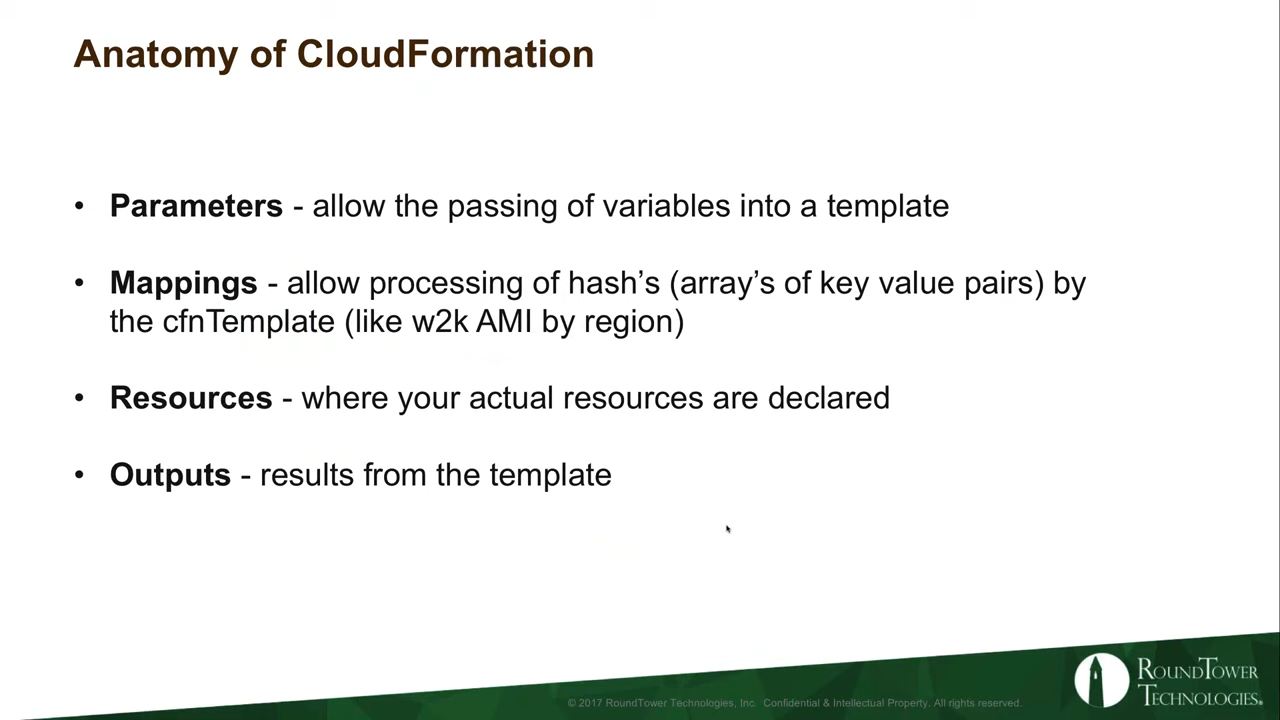 Anatomy of CloudFormation
• Parameters - allow the passing of variables into a template
• Mappings - allow processing of hash's (array's of key value pairs) by
the cfnTemplate (like w2k AMI by region)
• Resources - where your actual resources are declared
• Outputs - results from the template
© 2017 RoundTower Technologies, Inc. Confidential & Intellectual Property. All rights reserved.
ROUNDTOWER
TECHNOLOGIES®